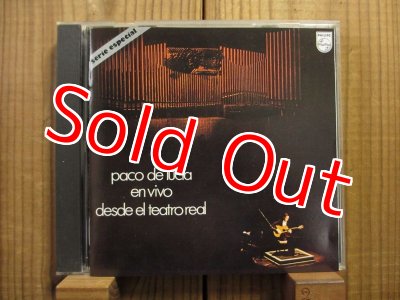 serie especial
PHILIPS
Sold Out
paco de lucia
en vivo
desde el teatro real